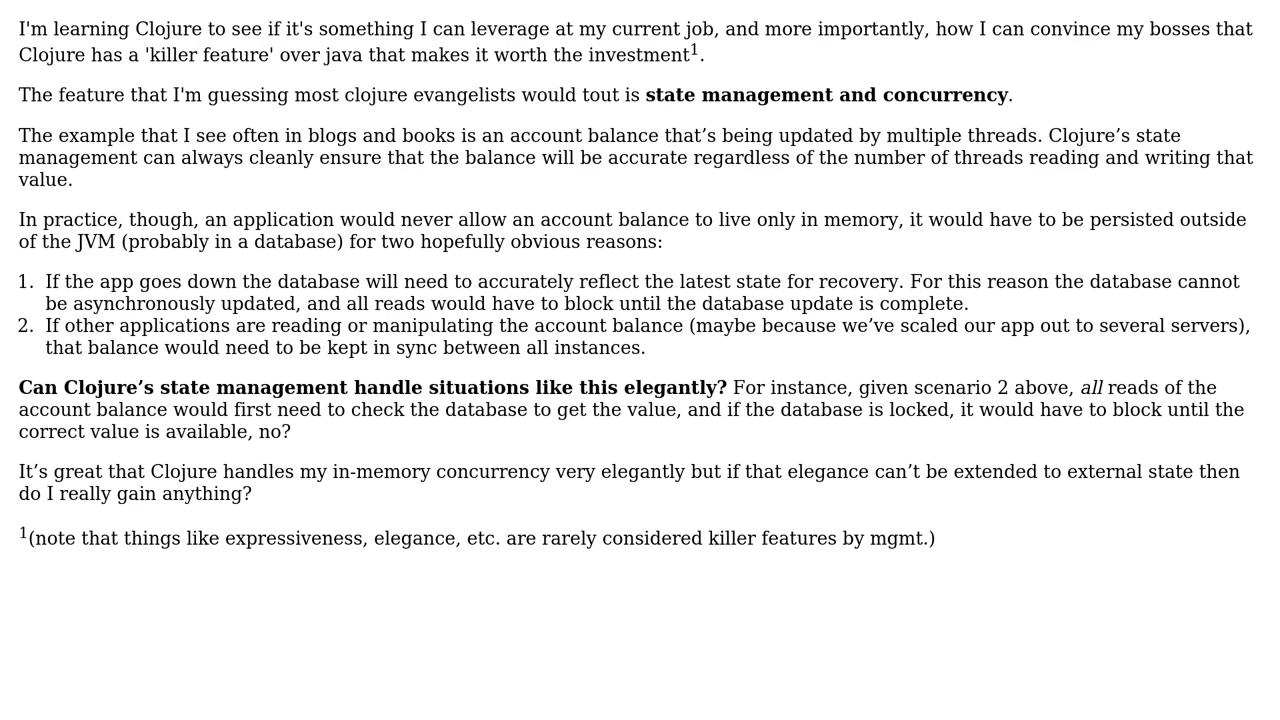 I'm learning Clojure to see if it's something I can leverage at my current job, and more importantly, how I can convince my bosses that
Clojure has a 'killer feature' over java that makes it worth the investment1.
The feature that I'm guessing most clojure evangelists would tout is state management and concurrency.
The example that I see often in blogs and books is an account balance that’s being updated by multiple threads. Clojure’s state
management can always cleanly ensure that the balance will be accurate regardless of the number of threads reading and writing that
value.
In practice, though, an application would never allow an account balance to live only in memory, it would have to be persisted outside
of the JVM (probably in a database) for two hopefully obvious reasons:
1. If the app goes down the database will need to accurately reflect the latest state for recovery. For this reason the database cannot
be asynchronously updated, and all reads would have to block until the database update is complete.
2. If other applications are reading or manipulating the account balance (maybe because we’ve scaled our app out to several servers),
that balance would need to be kept in sync between all instances.
Can Clojure’s state management handle situations like this elegantly? For instance, given scenario 2 above, all reads of the
account balance would first need to check the database to get the value, and if the database is locked, it would have to block until the
correct value is available, no?
It’s great that Clojure handles my in-memory concurrency very elegantly but if that elegance can’t be extended to external state then
do I really gain anything?
1(note that things like expressiveness, elegance, etc. are rarely considered killer features by mgmt.)